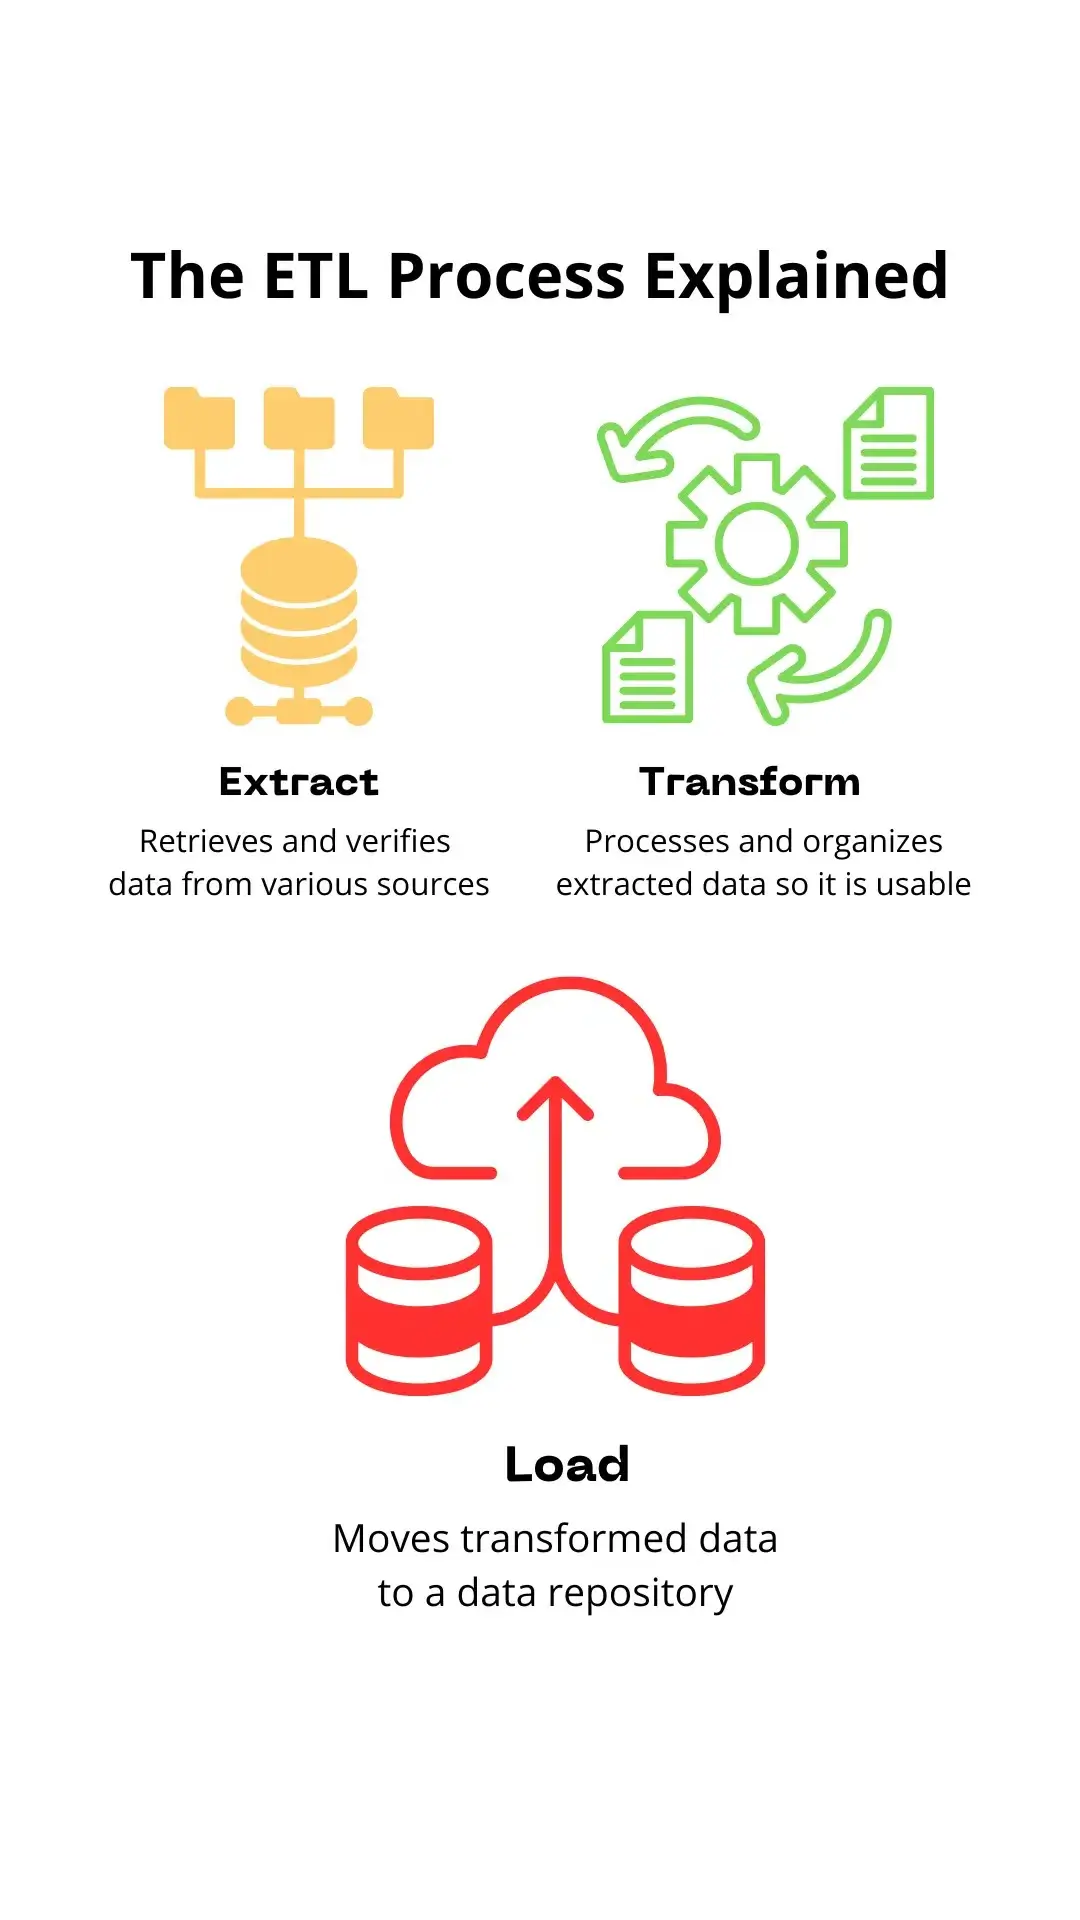 The ETL Process Explained
Extract
Retrieves and verifies
data from various sources
Transform
Processes and organizes
extracted data so it is usable
Load
Moves transformed data
to a data repository